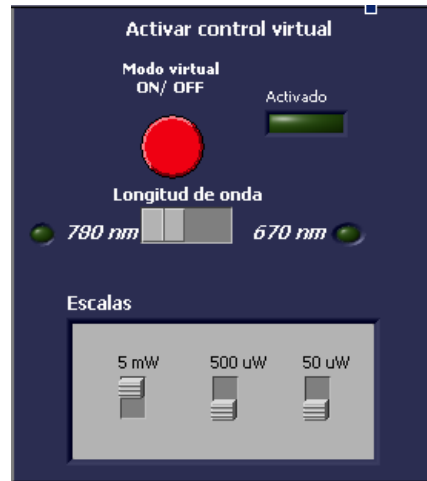 Activar control virtual
Modo virtual
ON/ OFF
Activado
Longitud de onda
780 nm 670 nm
Escalas
5 mW 500 uW 50 uW